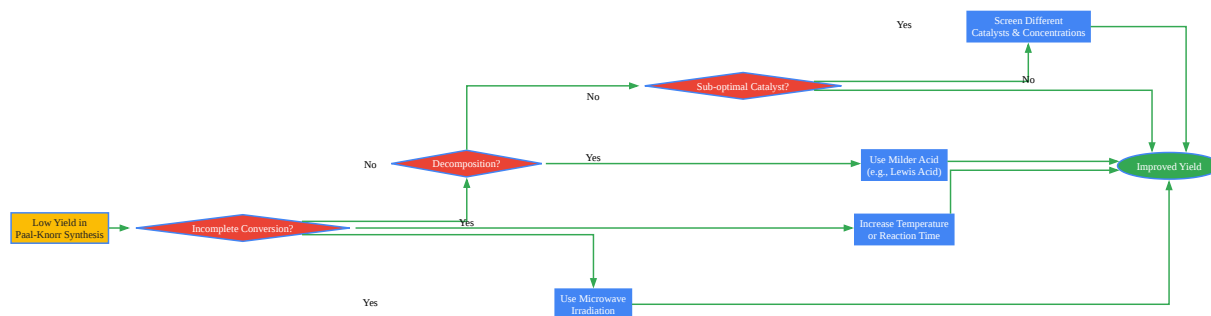 Yes
Screen Different
Catalysts & Concentrations
No
Sub-optimal Catalyst?
No
No
Decomposition?
Yes
Use Milder Acid
(e.g., Lewis Acid)
Improved Yield
Low Yield in
Paal-Knorr Synthesis
Incomplete Conversion?
Yes
Increase Temperature
or Reaction Time
Yes
Use Microwave
Irradiation